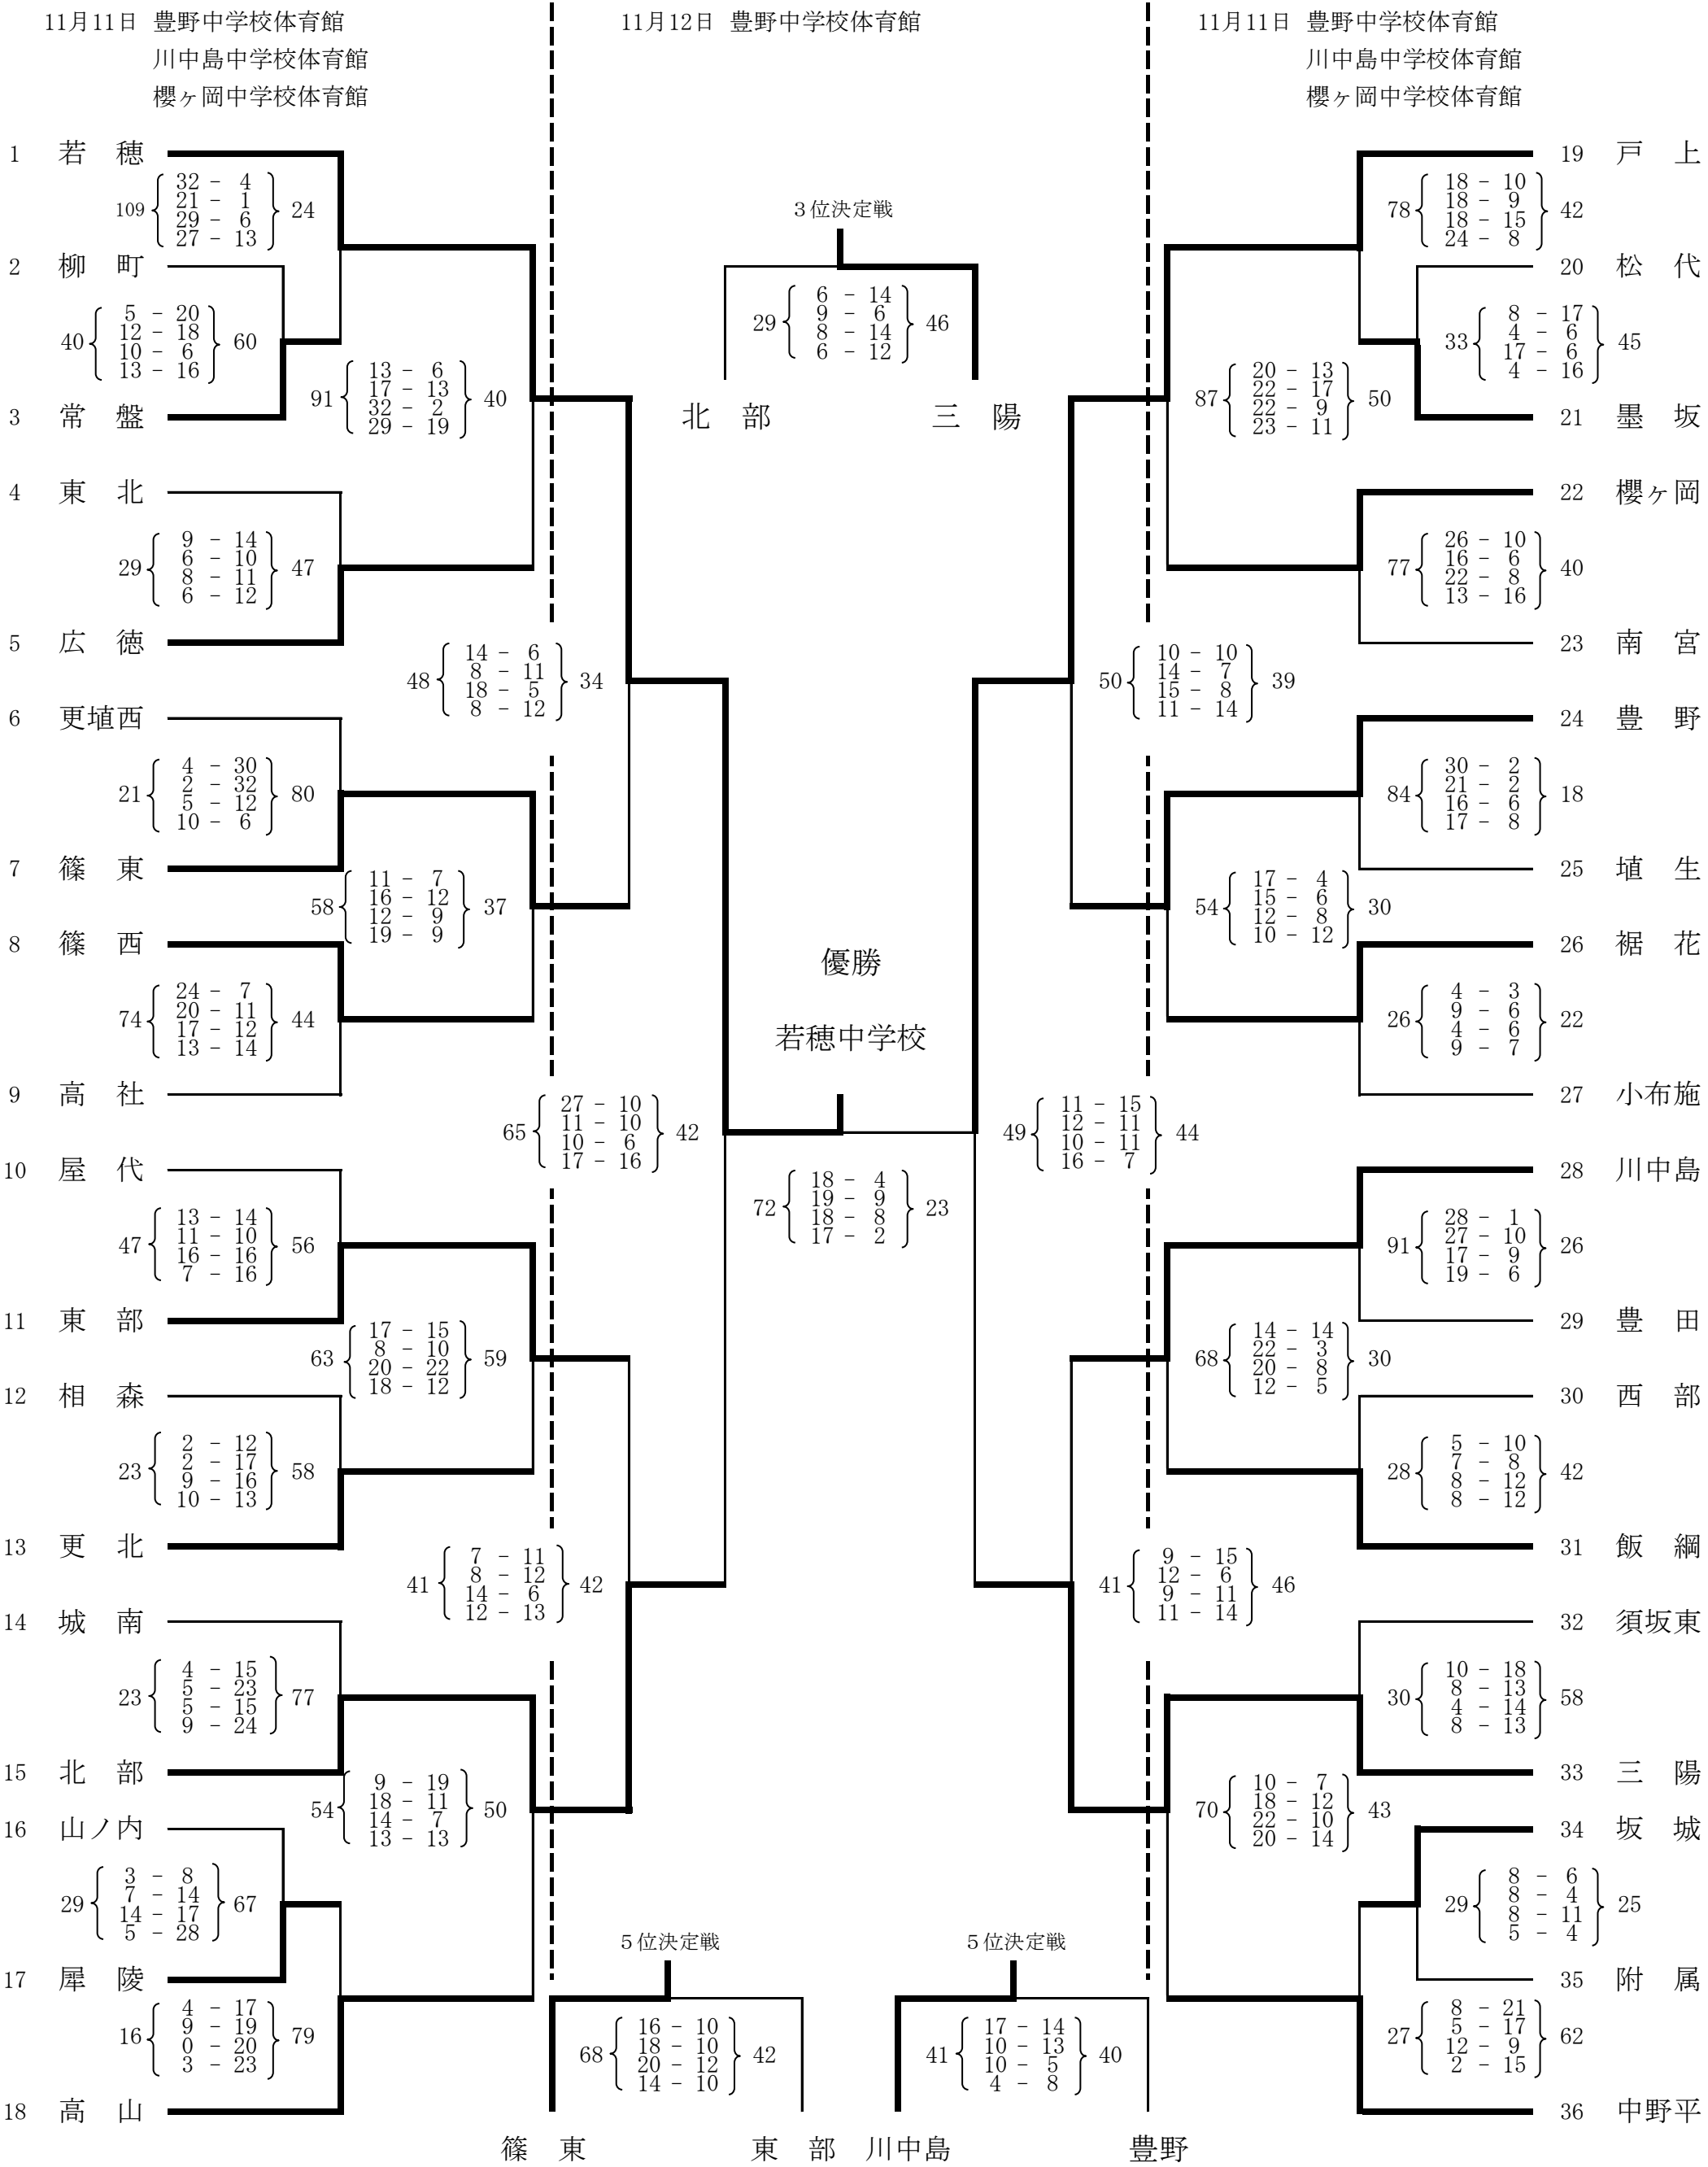 11月11日 豊野中学校体育館
川中島中学校体育館
櫻ヶ岡中学校体育館
11月12日 豊野中学校体育館
11月11日 豊野中学校体育館
川中島中学校体育館
櫻ヶ岡中学校体育館
1 若 穂
109 24
32 - 4
21 - 1
29 - 6
27 - 13
2 柳 町
40 60
5 - 20
12 - 18
10 - 6
13 - 16
3 常 盤
91 40
13 - 6
17 - 13
32 - 2
29 - 19
4 東 北
29 47
9 - 14
6 - 10
8 - 11
6 - 12
5 広 徳
48 34
14 - 6
8 - 11
18 - 5
8 - 12
6 更埴西
21 80
4 - 30
2 - 32
5 - 12
10 - 6
7 篠 東
58 37
11 - 7
16 - 12
12 - 9
19 - 9
8 篠 西
74 44
24 - 7
20 - 11
17 - 12
13 - 14
9 高 社
65 42
27 - 10
11 - 10
10 - 6
17 - 16
10 屋 代
47 56
13 - 14
11 - 10
16 - 16
7 - 16
11 東 部
63 59
17 - 15
8 - 10
20 - 22
18 - 12
12 相 森
23 58
2 - 12
2 - 17
9 - 16
10 - 13
13 更 北
41 42
7 - 11
8 - 12
14 - 6
12 - 13
14 城 南
23 77
4 - 15
5 - 23
5 - 15
9 - 24
15 北 部
54 50
9 - 19
18 - 11
14 - 7
13 - 13
16 山ノ内
29 67
3 - 8
7 - 14
14 - 17
5 - 28
17 犀 陵
16 79
4 - 17
9 - 19
0 - 20
3 - 23
18 高 山
3位決定戦
29 46
6 - 14
9 - 6
8 - 14
6 - 12
北 部 三 陽
優勝
若穂中学校
72 23
18 - 4
19 - 9
18 - 8
17 - 2
5位決定戦
68 42
16 - 10
18 - 10
20 - 12
14 - 10
篠 東 東 部
5位決定戦
41 40
17 - 14
10 - 13
10 - 5
4 - 8
川中島 豊野
19 戸 上
78 42
18 - 10
18 - 9
18 - 15
24 - 8
20 松 代
33 45
8 - 17
4 - 6
17 - 6
4 - 16
21 墨 坂
87 50
20 - 13
22 - 17
22 - 9
23 - 11
22 櫻ヶ岡
77 40
26 - 10
16 - 6
22 - 8
13 - 16
23 南 宮
50 39
10 - 10
14 - 7
15 - 8
11 - 14
24 豊 野
84 18
30 - 2
21 - 2
16 - 6
17 - 8
25 埴 生
54 30
17 - 4
15 - 6
12 - 8
10 - 12
26 裾 花
26 22
4 - 3
9 - 6
4 - 6
9 - 7
27 小布施
49 44
11 - 15
12 - 11
10 - 11
16 - 7
28 川中島
91 26
28 - 1
27 - 10
17 - 9
19 - 6
29 豊 田
68 30
14 - 14
22 - 3
20 - 8
12 - 5
30 西 部
28 42
5 - 10
7 - 8
8 - 12
8 - 12
31 飯 綱
41 46
9 - 15
12 - 6
9 - 11
11 - 14
32 須坂東
30 58
10 - 18
8 - 13
4 - 14
8 - 13
33 三 陽
70 43
10 - 7
18 - 12
22 - 10
20 - 14
34 坂 城
29 25
8 - 6
8 - 4
8 - 11
5 - 4
35 附 属
27 62
8 - 21
5 - 17
12 - 9
2 - 15
36 中野平